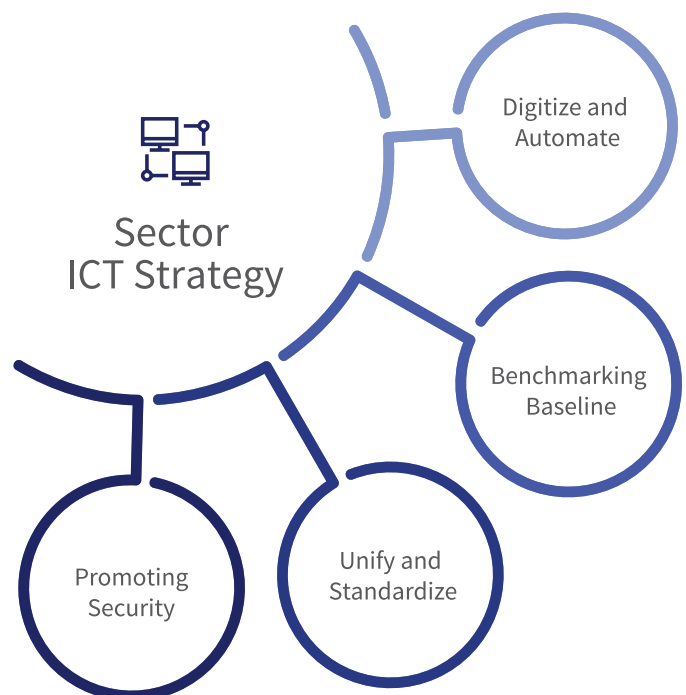 Sector
ICT Strategy
Digitize and
Automate
Benchmarking
Baseline
Unify and
Standardize
Promoting
Security